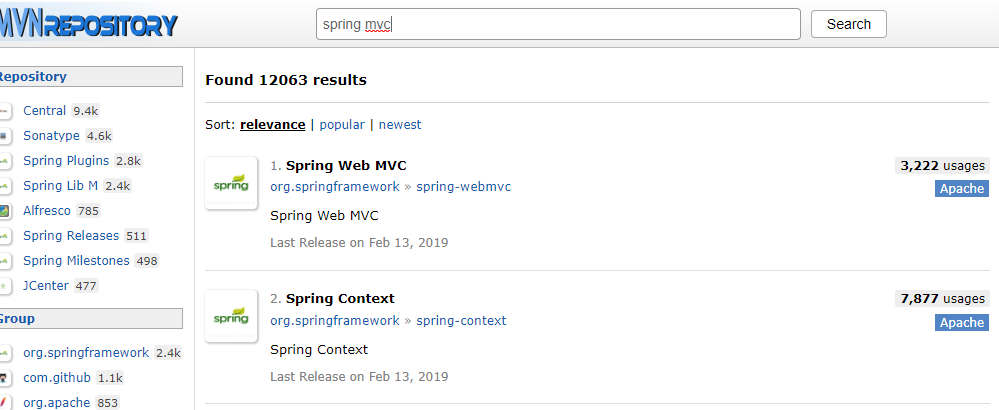 MVNREPOSITORY
spring mvc
Search
Repository
Central 9.4k
Sonatype 4.6k
Spring Plugins 2.8k
Spring Lib M 2.4k
Alfresco 785
Spring Releases 511
Spring Milestones 498
JCenter 477
Group
org.springframework 2.4k
com.github 1.1k
org.apache 853
Found 12063 results
Sort: relevance | popular | newest
spring
1. Spring Web MVC
3,222 usages
org.springframework » spring-webmvc
Apache
Spring Web MVC
Last Release on Feb 13, 2019
spring
2. Spring Context
7,877 usages
org.springframework » spring-context
Apache
Spring Context
Last Release on Feb 13, 2019